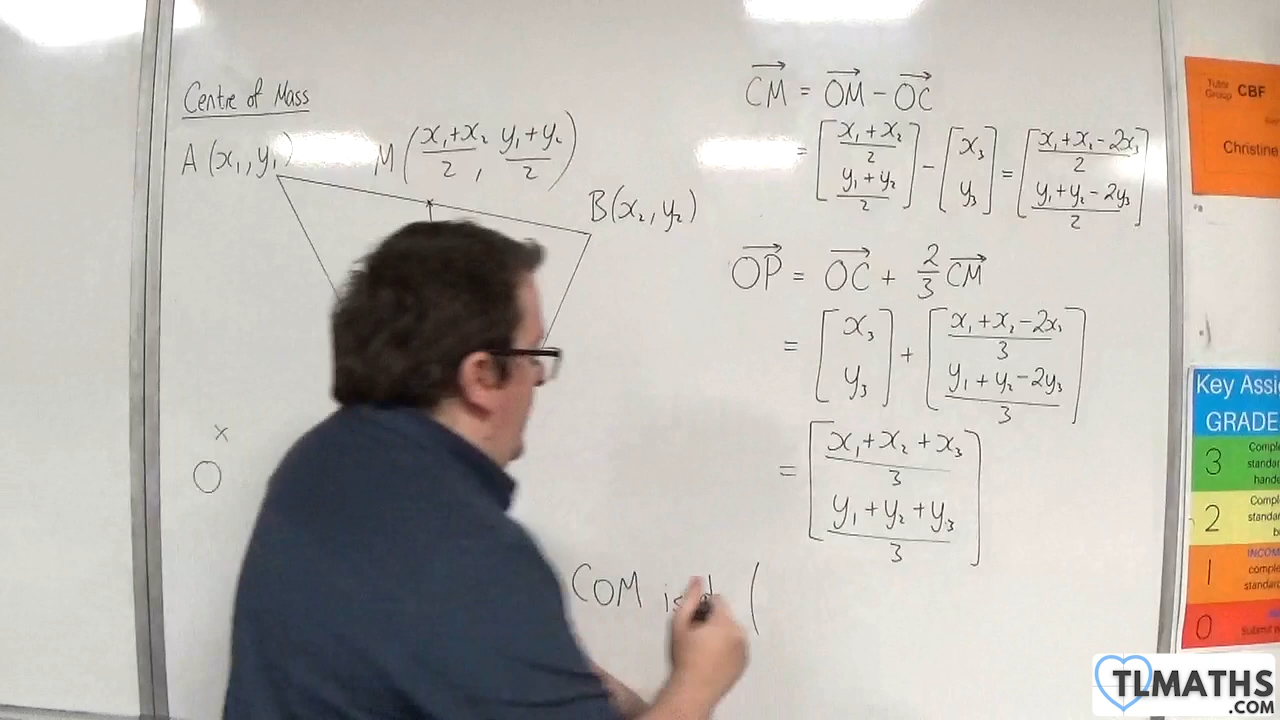 Centre of Mass
A (x₁, y₁)
M ( (x₁+x₂)/2 , (y₁+y₂)/2 )
B(x₂, y₂)
×
O
COM is at (
CM→ = OM→ − OC→
= [ (x₁+x₂)/2 ; (y₁+y₂)/2 ] − [ x₃ ; y₃ ] = [ (x₁+x₂−2x₃)/2 ; (y₁+y₂−2y₃)/2 ]
OP→ = OC→ + 2/3 CM→
= [ x₃ ; y₃ ] + [ (x₁+x₂−2x₃)/3 ; (y₁+y₂−2y₃)/3 ]
= [ (x₁+x₂+x₃)/3 ; (y₁+y₂+y₃)/3 ]
Tutor
Group CBF
Christine
Key Assi
GRADE
3 Comple
standa
hande
2 Compl
standa
1 INCOM
comple
standar
0 Submit
TLMATHS
.COM